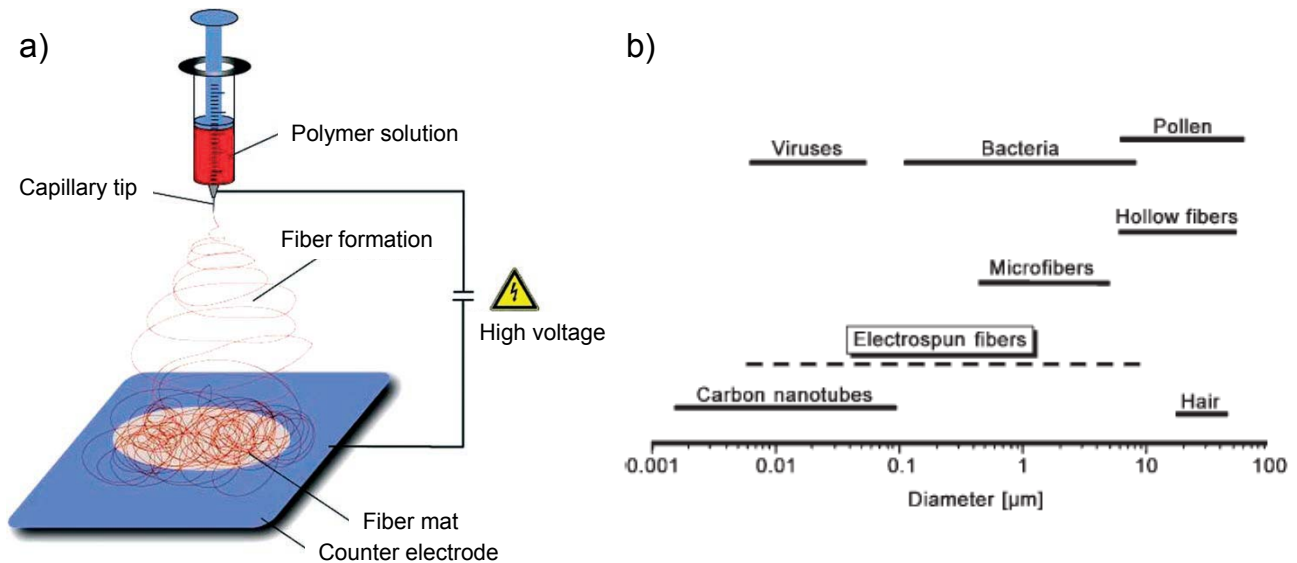 a)
Polymer solution
Capillary tip
Fiber formation
High voltage
Fiber mat
Counter electrode
b)
Pollen
Viruses
Bacteria
Hollow fibers
Microfibers
Electrospun fibers
Carbon nanotubes
Hair
0.001 0.01 0.1 1 10 100
Diameter [µm]